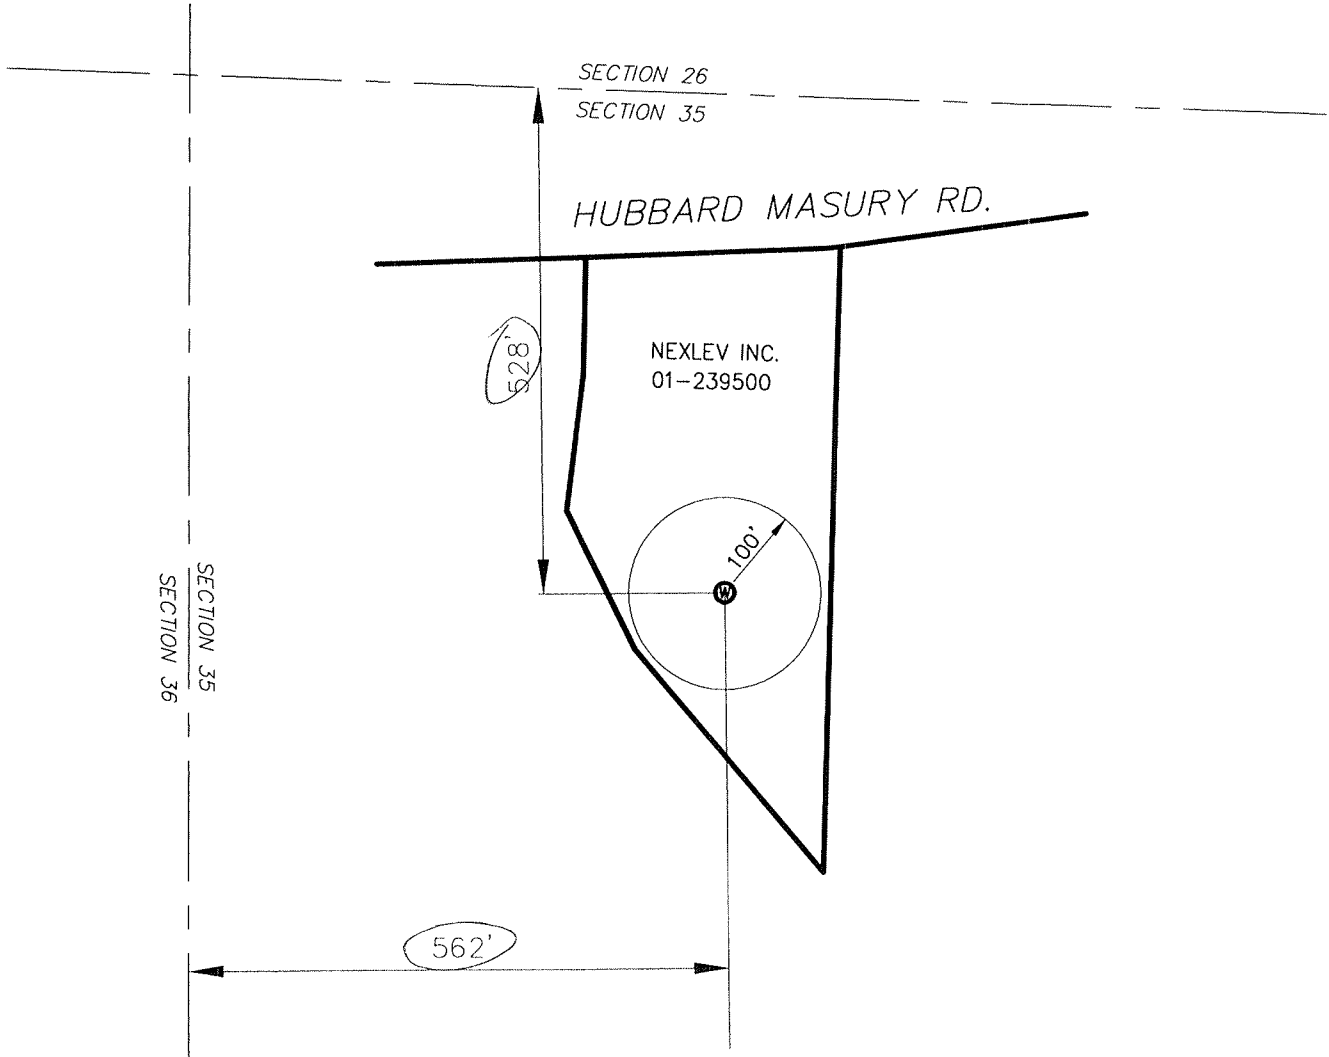 SECTION 26
SECTION 35
HUBBARD MASURY RD.
528'
NEXLEV INC.
01-239500
100'
W
SECTION 35
SECTION 36
562'